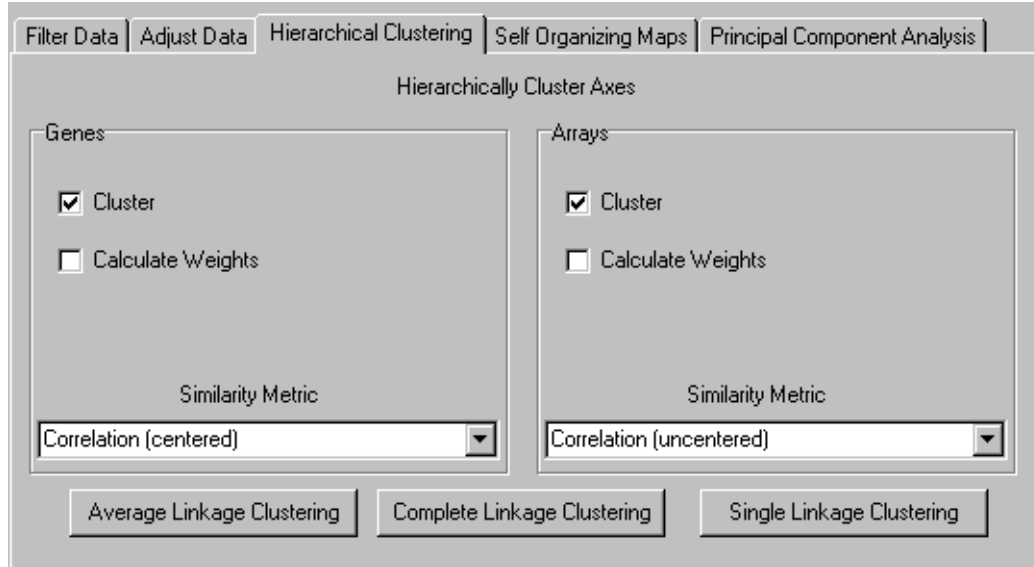 Filter Data Adjust Data Hierarchical Clustering Self Organizing Maps Principal Component Analysis
Hierarchically Cluster Axes
Genes Arrays
Cluster Cluster
Calculate Weights Calculate Weights
Similarity Metric Similarity Metric
Correlation (centered) Correlation (uncentered)
Average Linkage Clustering Complete Linkage Clustering Single Linkage Clustering